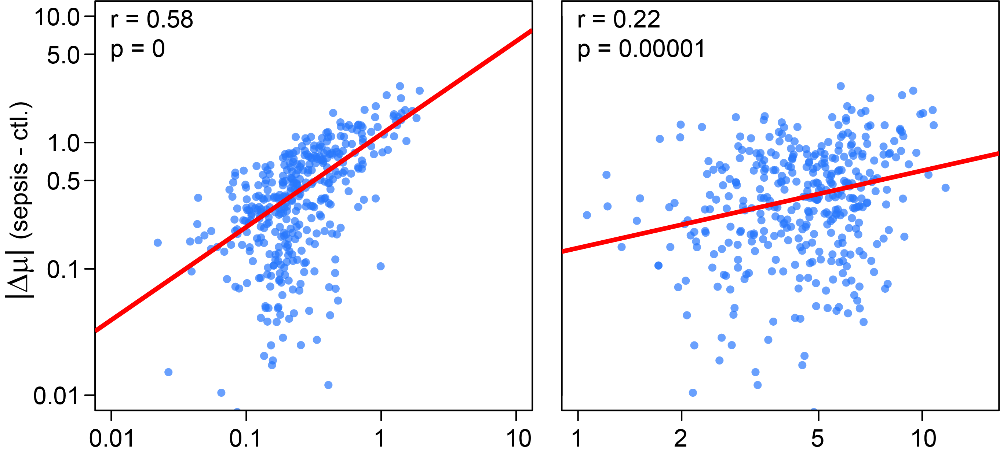 |Δμ| (sepsis - ctl.)
10.0
5.0
1.0
0.5
0.1
0.01
r = 0.58
p = 0
0.01
0.1
1
10
r = 0.22
p = 0.00001
1
2
5
10